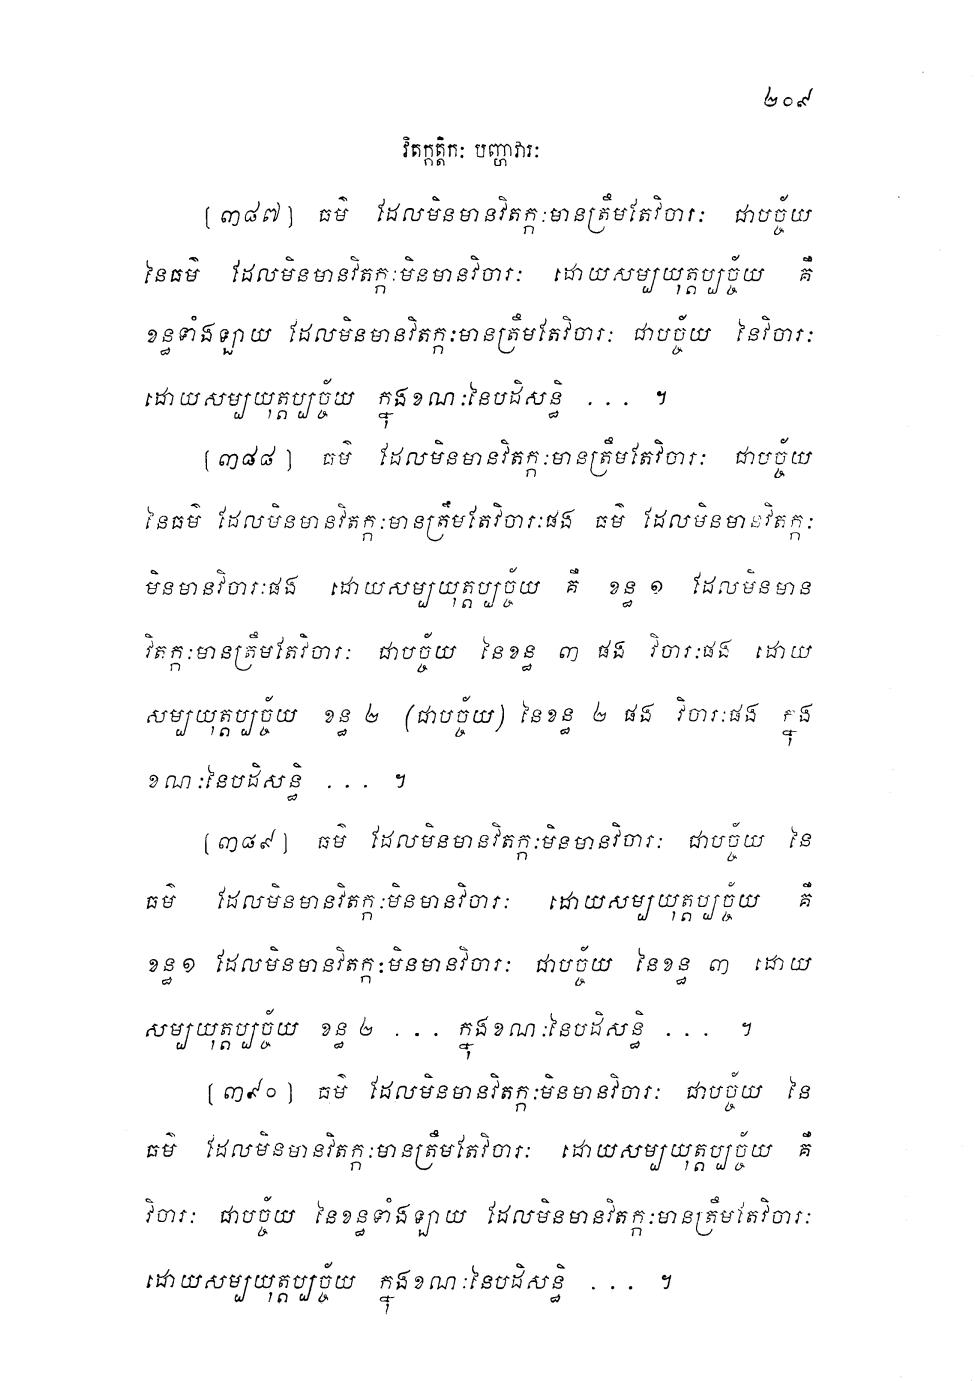 ២០៩
វិតក្កត្តិកៈ បញ្ហាវារៈ
[៣៨៧] ធម៌ ដែលមិនមានវិតក្កៈមានត្រឹមតែវិចារៈ ជាបច្ច័យ
នៃធម៌ ដែលមិនមានវិតក្កៈមិនមានវិចារៈ ដោយសម្បយុត្តប្បច្ច័យ គឺ
ខន្ធទាំងឡាយ ដែលមិនមានវិតក្កៈមានត្រឹមតែវិចារៈ ជាបច្ច័យ នៃវិចារៈ
ដោយសម្បយុត្តប្បច្ច័យ ក្នុងខណៈនៃបដិសន្ធិ ... ។
[៣៨៨] ធម៌ ដែលមិនមានវិតក្កៈមានត្រឹមតែវិចារៈ ជាបច្ច័យ
នៃធម៌ ដែលមិនមានវិតក្កៈមានត្រឹមតែវិចារៈផង ធម៌ ដែលមិនមានវិតក្កៈ
មិនមានវិចារៈផង ដោយសម្បយុត្តប្បច្ច័យ គឺ ខន្ធ ១ ដែលមិនមាន
វិតក្កៈមានត្រឹមតែវិចារៈ ជាបច្ច័យ នៃខន្ធ ៣ ផង វិចារៈផង ដោយ
សម្បយុត្តប្បច្ច័យ ខន្ធ ២ (ជាបច្ច័យ) នៃខន្ធ ២ ផង វិចារៈផង ក្នុង
ខណៈនៃបដិសន្ធិ ... ។
[៣៨៩] ធម៌ ដែលមិនមានវិតក្កៈមិនមានវិចារៈ ជាបច្ច័យ នៃ
ធម៌ ដែលមិនមានវិតក្កៈមិនមានវិចារៈ ដោយសម្បយុត្តប្បច្ច័យ គឺ
ខន្ធ១ ដែលមិនមានវិតក្កៈមិនមានវិចារៈ ជាបច្ច័យ នៃខន្ធ ៣ ដោយ
សម្បយុត្តប្បច្ច័យ ខន្ធ ២ ... ក្នុងខណៈនៃបដិសន្ធិ ... ។
[៣៩០] ធម៌ ដែលមិនមានវិតក្កៈមិនមានវិចារៈ ជាបច្ច័យ នៃ
ធម៌ ដែលមិនមានវិតក្កៈមានត្រឹមតែវិចារៈ ដោយសម្បយុត្តប្បច្ច័យ គឺ
វិចារៈ ជាបច្ច័យ នៃខន្ធទាំងឡាយ ដែលមិនមានវិតក្កៈមានត្រឹមតែវិចារៈ
ដោយសម្បយុត្តប្បច្ច័យ ក្នុងខណៈនៃបដិសន្ធិ ... ។